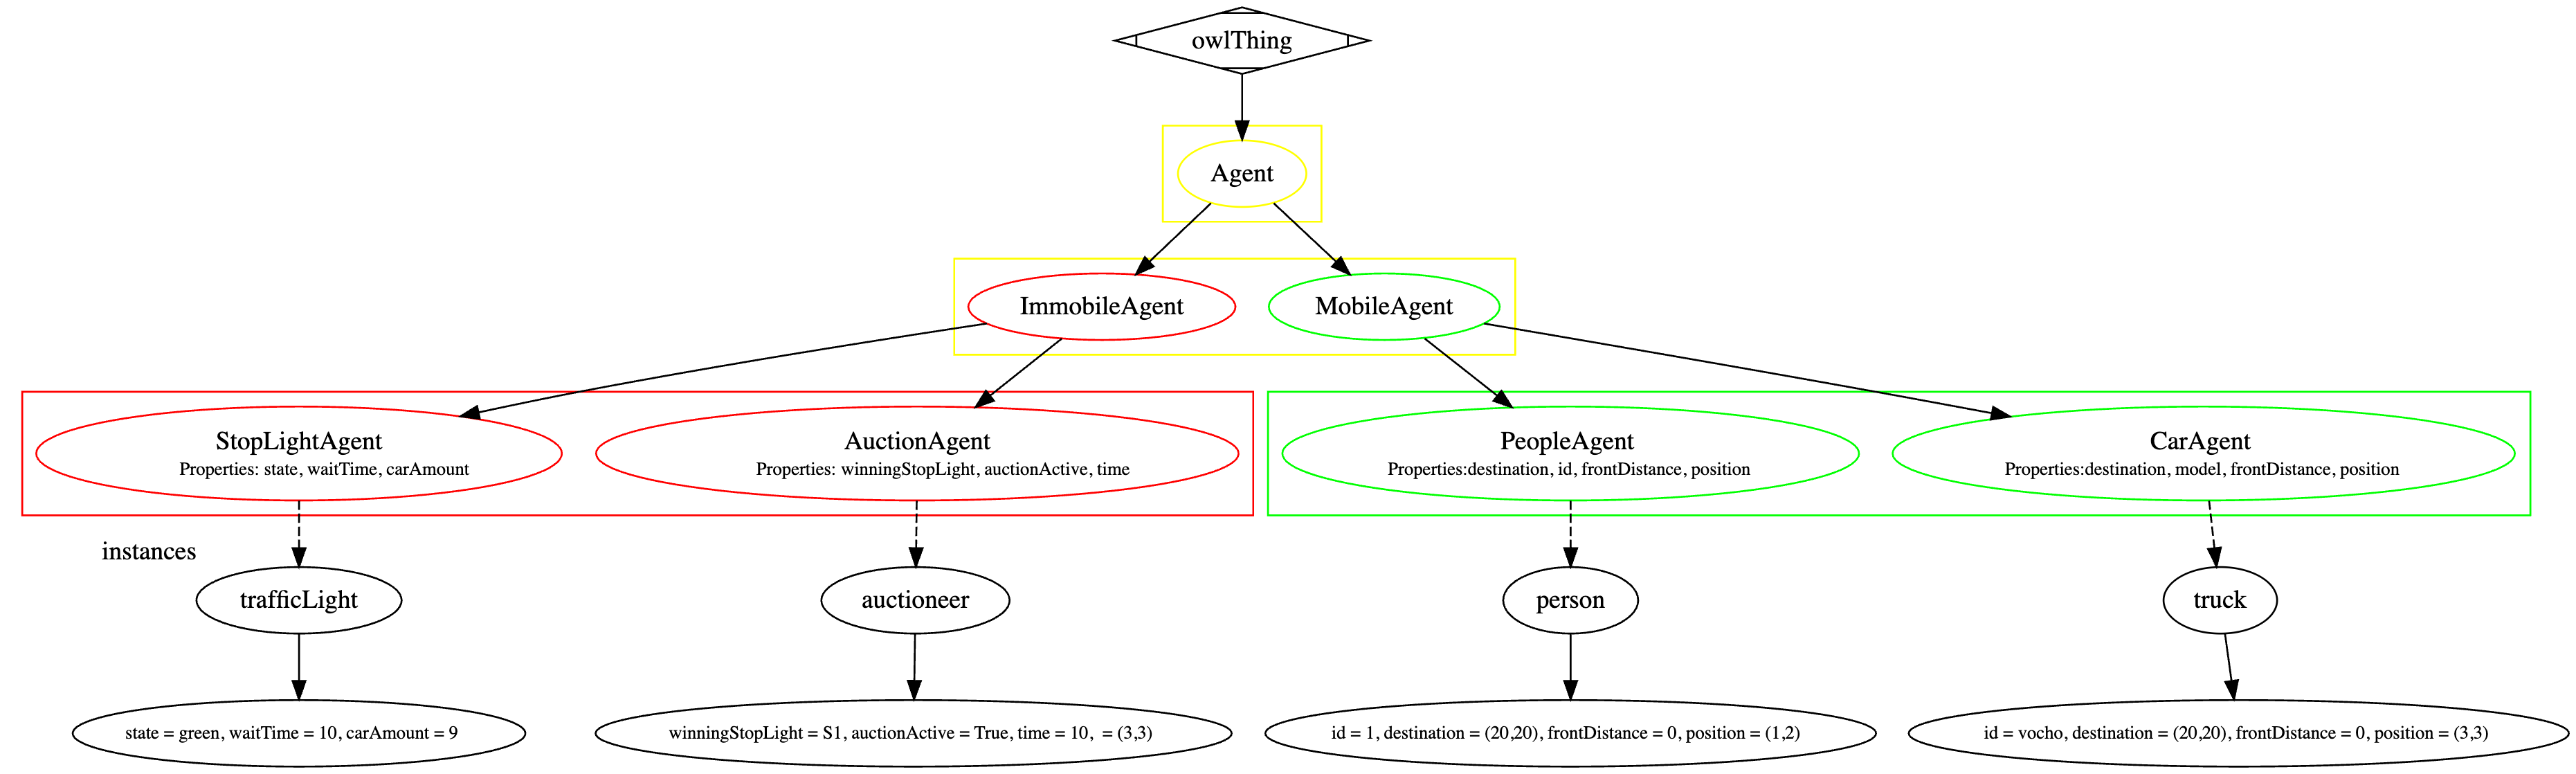 owlThing
Agent
ImmobileAgent
MobileAgent
StopLightAgent
Properties: state, waitTime, carAmount
AuctionAgent
Properties: winningStopLight, auctionActive, time
PeopleAgent
Properties:destination, id, frontDistance, position
CarAgent
Properties:destination, model, frontDistance, position
instances
trafficLight
auctioneer
person
truck
state = green, waitTime = 10, carAmount = 9
winningStopLight = S1, auctionActive = True, time = 10,  = (3,3)
id = 1, destination = (20,20), frontDistance = 0, position = (1,2)
id = vocho, destination = (20,20), frontDistance = 0, position = (3,3)